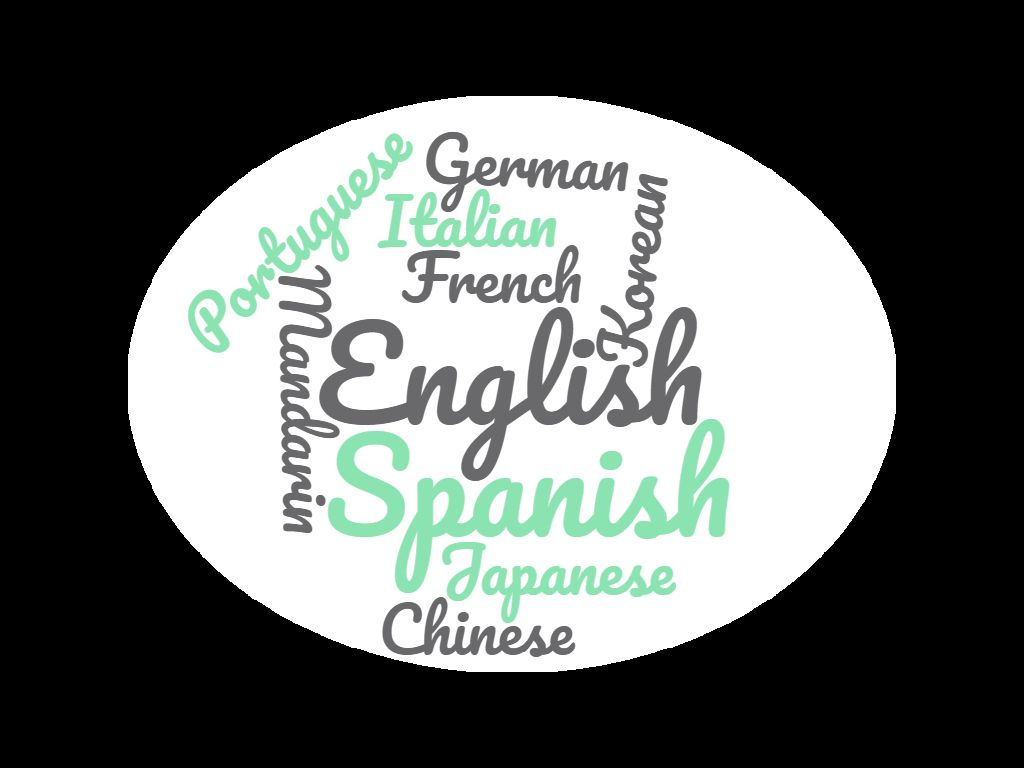 German
Portuguese
Italian
Korean
French
Mandarin
English
Spanish
Japanese
Chinese